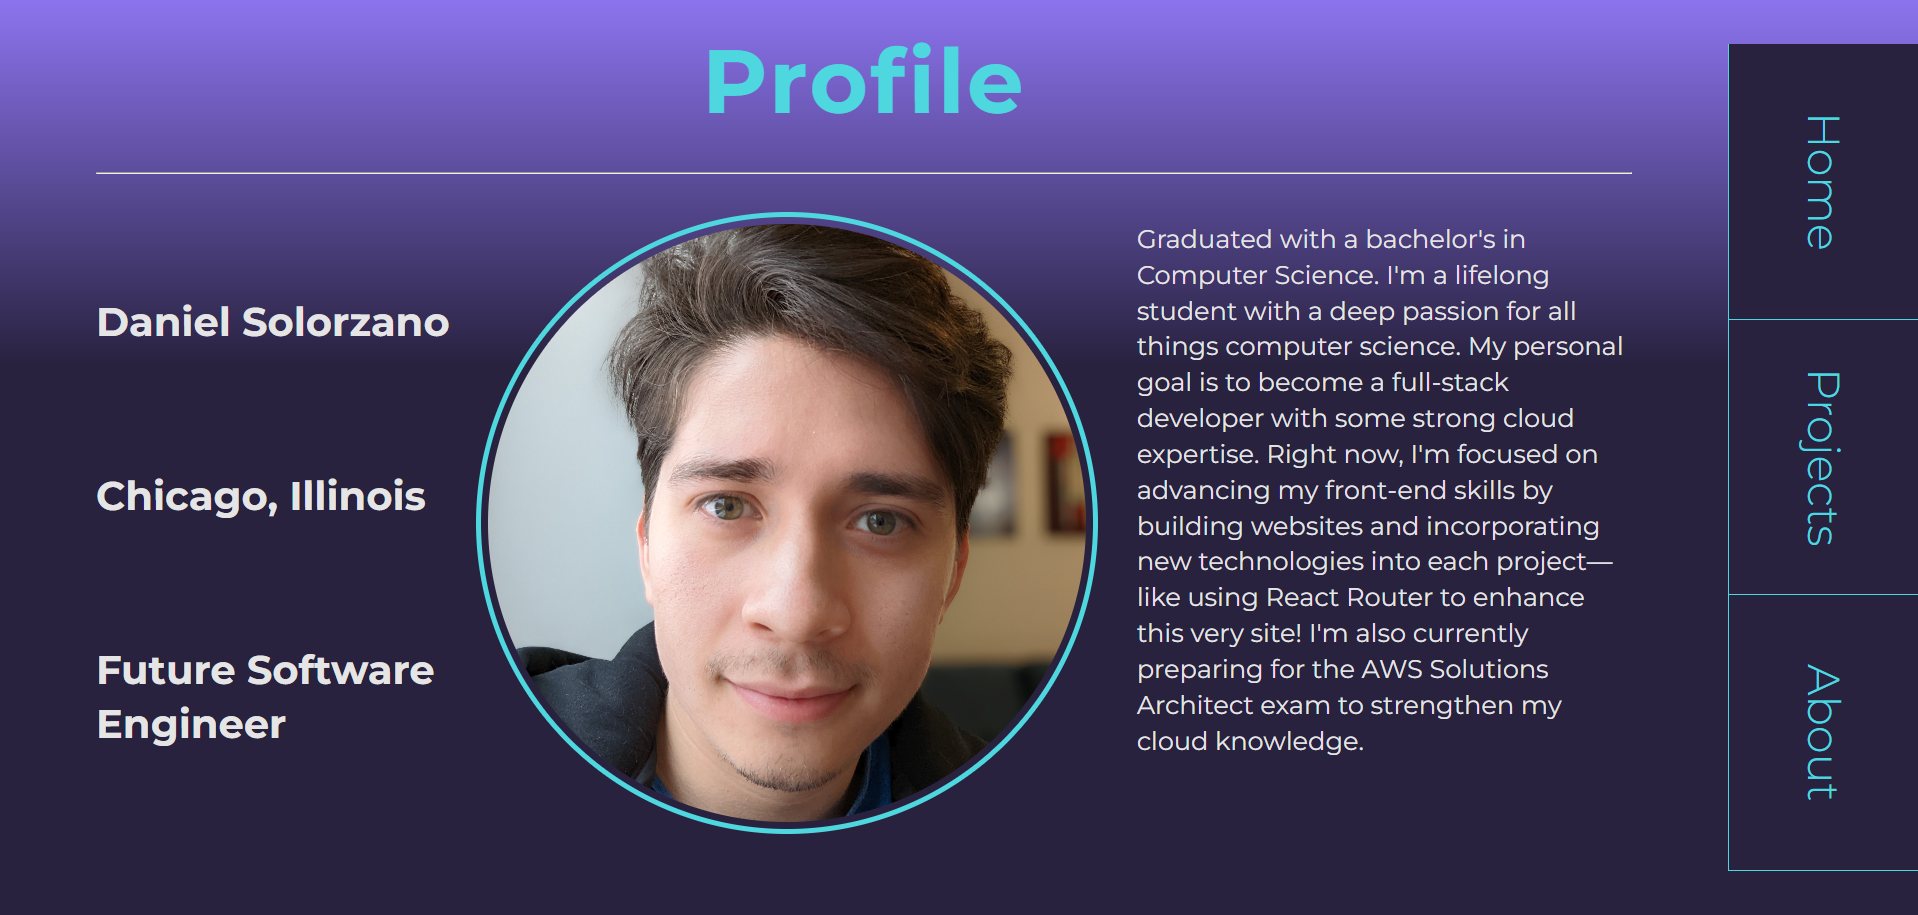 Profile
Daniel Solorzano
Chicago, Illinois
Future Software
Engineer
Graduated with a bachelor's in
Computer Science. I'm a lifelong
student with a deep passion for all
things computer science. My personal
goal is to become a full-stack
developer with some strong cloud
expertise. Right now, I'm focused on
advancing my front-end skills by
building websites and incorporating
new technologies into each project—
like using React Router to enhance
this very site! I'm also currently
preparing for the AWS Solutions
Architect exam to strengthen my
cloud knowledge.
Home
Projects
About